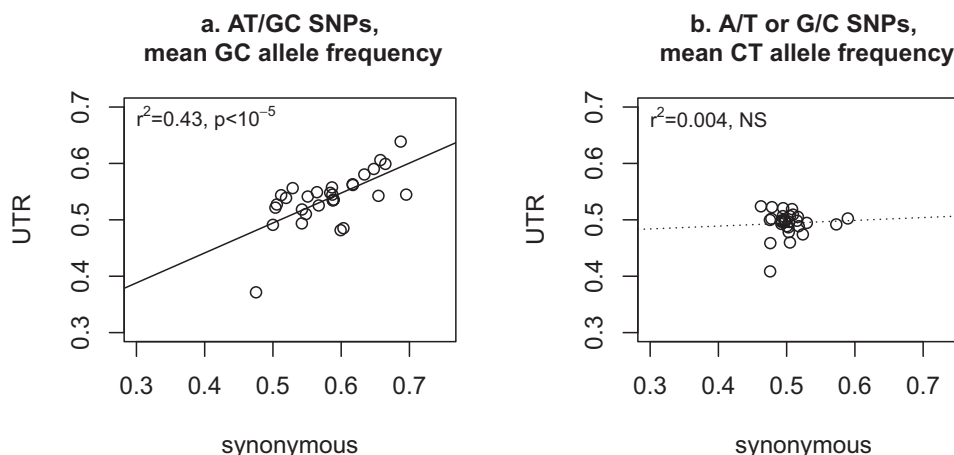 a. AT/GC SNPs,
mean GC allele frequency
r²=0.43, p<10⁻⁵
UTR
0.7
0.6
0.5
0.4
0.3
0.3 0.4 0.5 0.6 0.7
synonymous
b. A/T or G/C SNPs,
mean CT allele frequency
r²=0.004, NS
UTR
0.7
0.6
0.5
0.4
0.3
0.3 0.4 0.5 0.6 0.7
synonymous